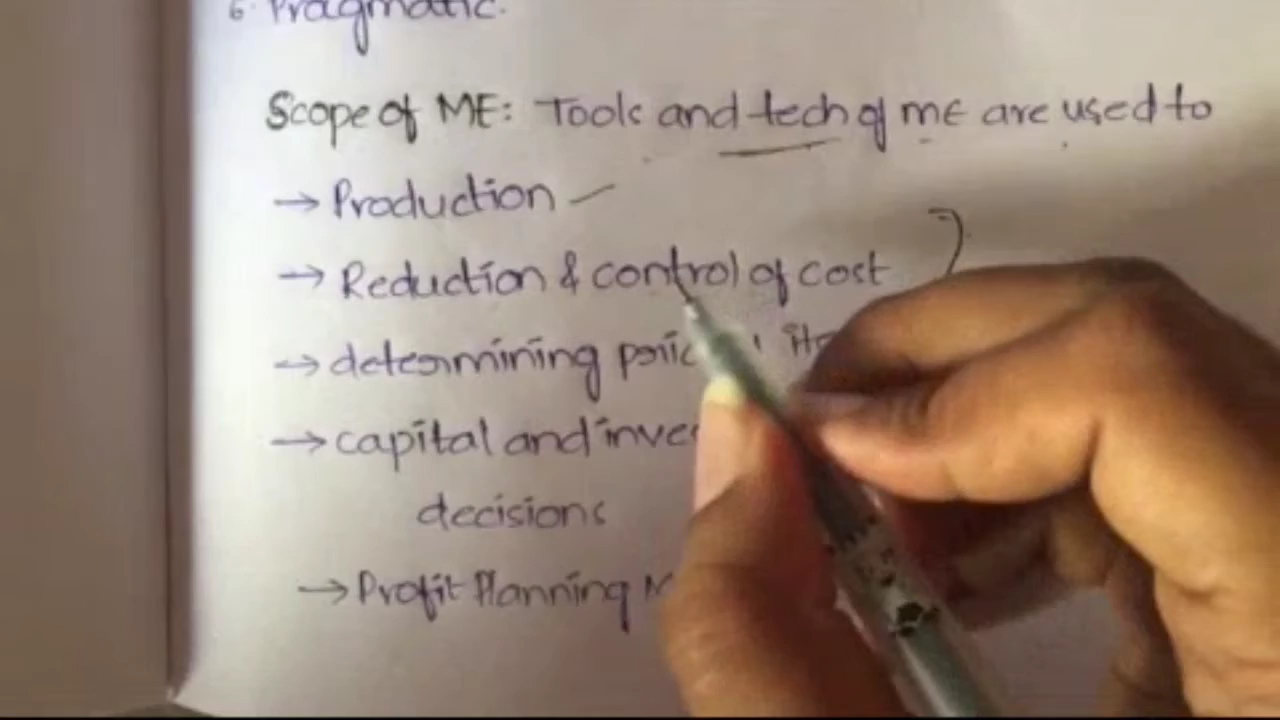 6. Pragmatic.
Scope of ME: Tools and tech of ME are used to
→ Production
→ Reduction & control of cost
→ determining
→ capital and
decisions
→ Profit Planning